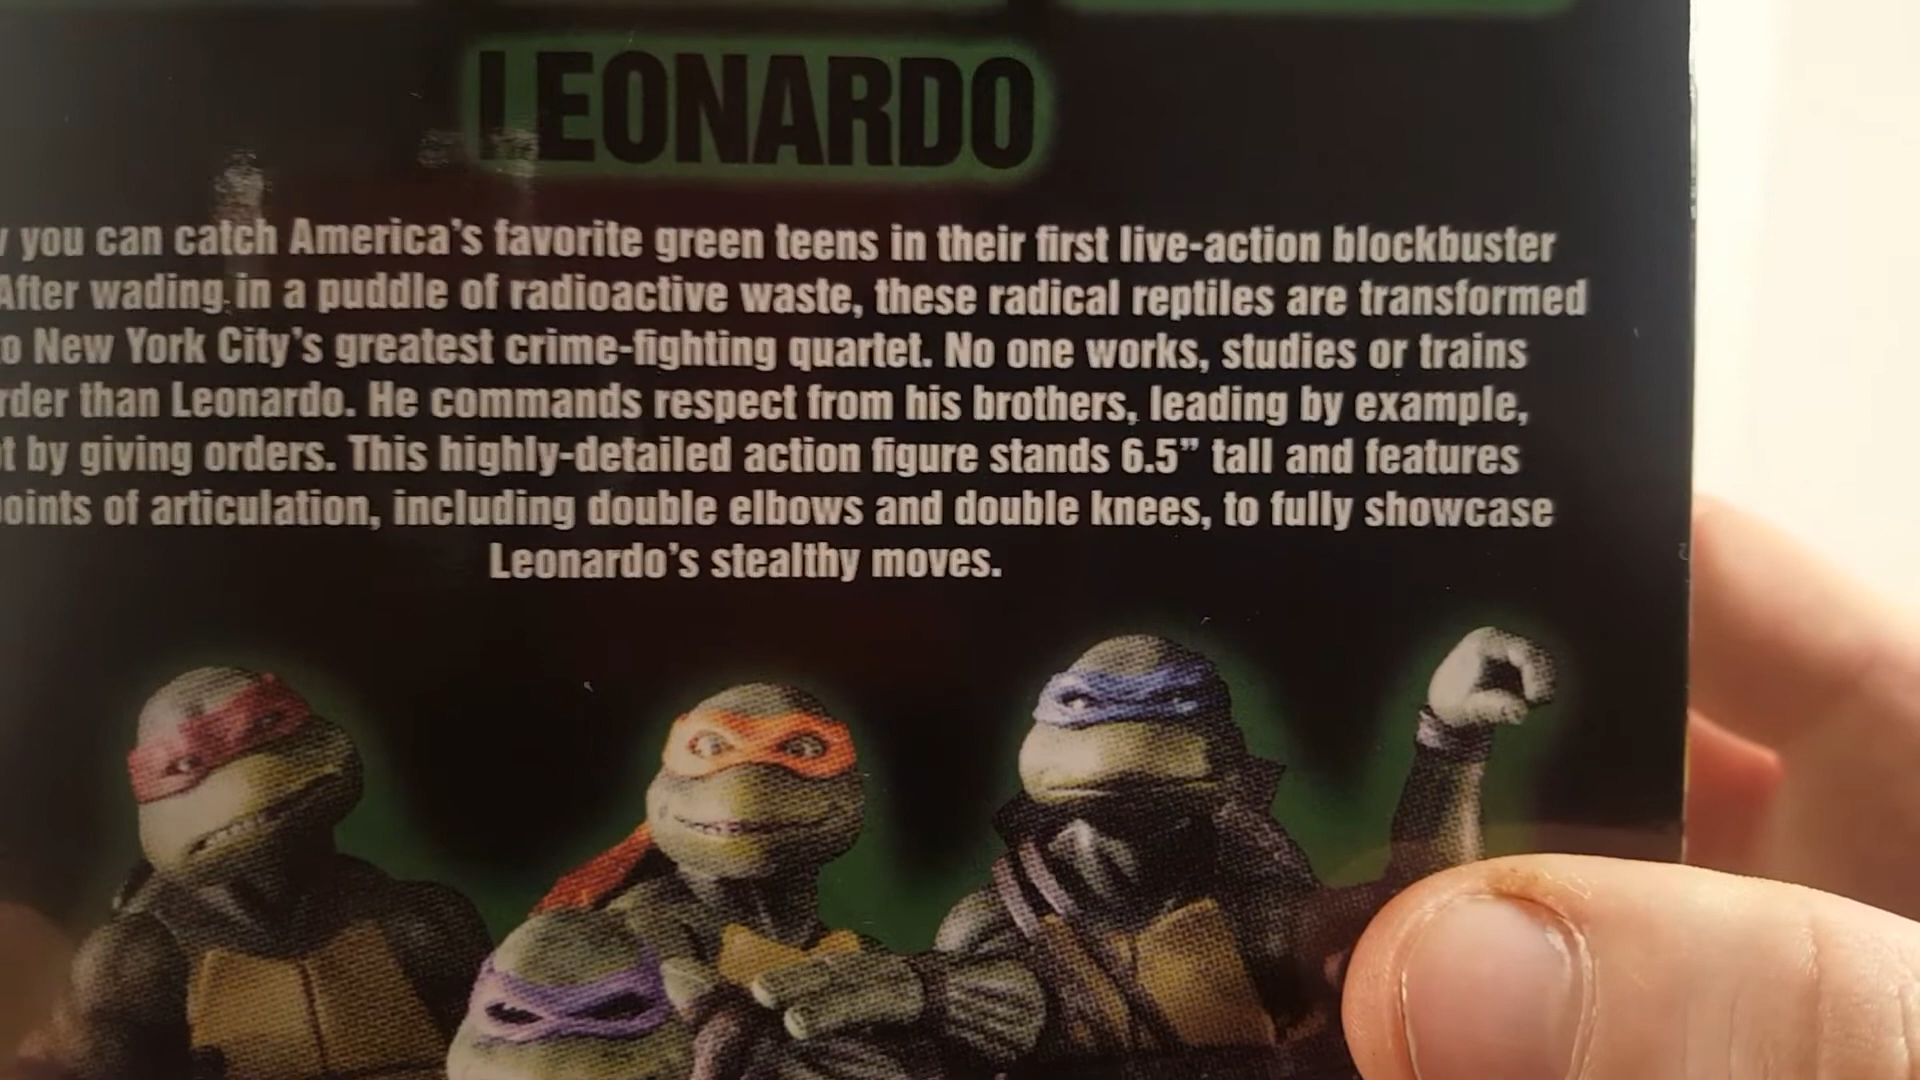 LEONARDO
you can catch America's favorite green teens in their first live-action blockbuster
After wading in a puddle of radioactive waste, these radical reptiles are transformed
New York City's greatest crime-fighting quartet. No one works, studies or trains
than Leonardo. He commands respect from his brothers, leading by example,
by giving orders. This highly-detailed action figure stands 6.5” tall and features
of articulation, including double elbows and double knees, to fully showcase
Leonardo's stealthy moves.